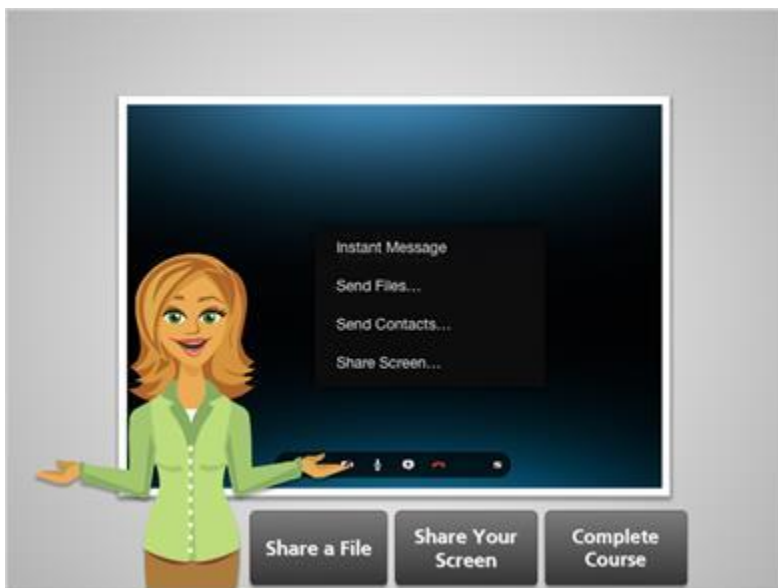 Instant Message
Send Files...
Send Contacts...
Share Screen...
Share a File
Share Your
Screen
Complete
Course